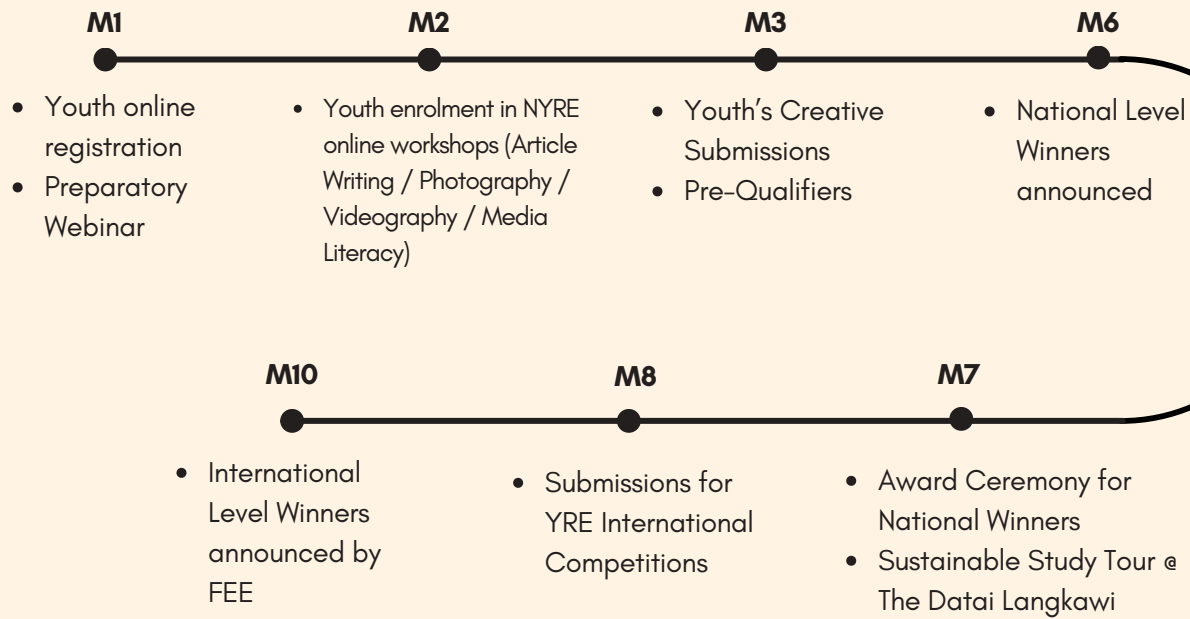 M1
• Youth online
registration
• Preparatory
Webinar
M2
• Youth enrolment in NYRE
online workshops (Article
Writing / Photography /
Videography / Media
Literacy)
M3
• Youth's Creative
Submissions
• Pre-Qualifiers
M6
• National Level
Winners
announced
M7
• Award Ceremony for
National Winners
• Sustainable Study Tour @
The Datai Langkawi
M8
• Submissions for
YRE International
Competitions
M10
• International
Level Winners
announced by
FEE